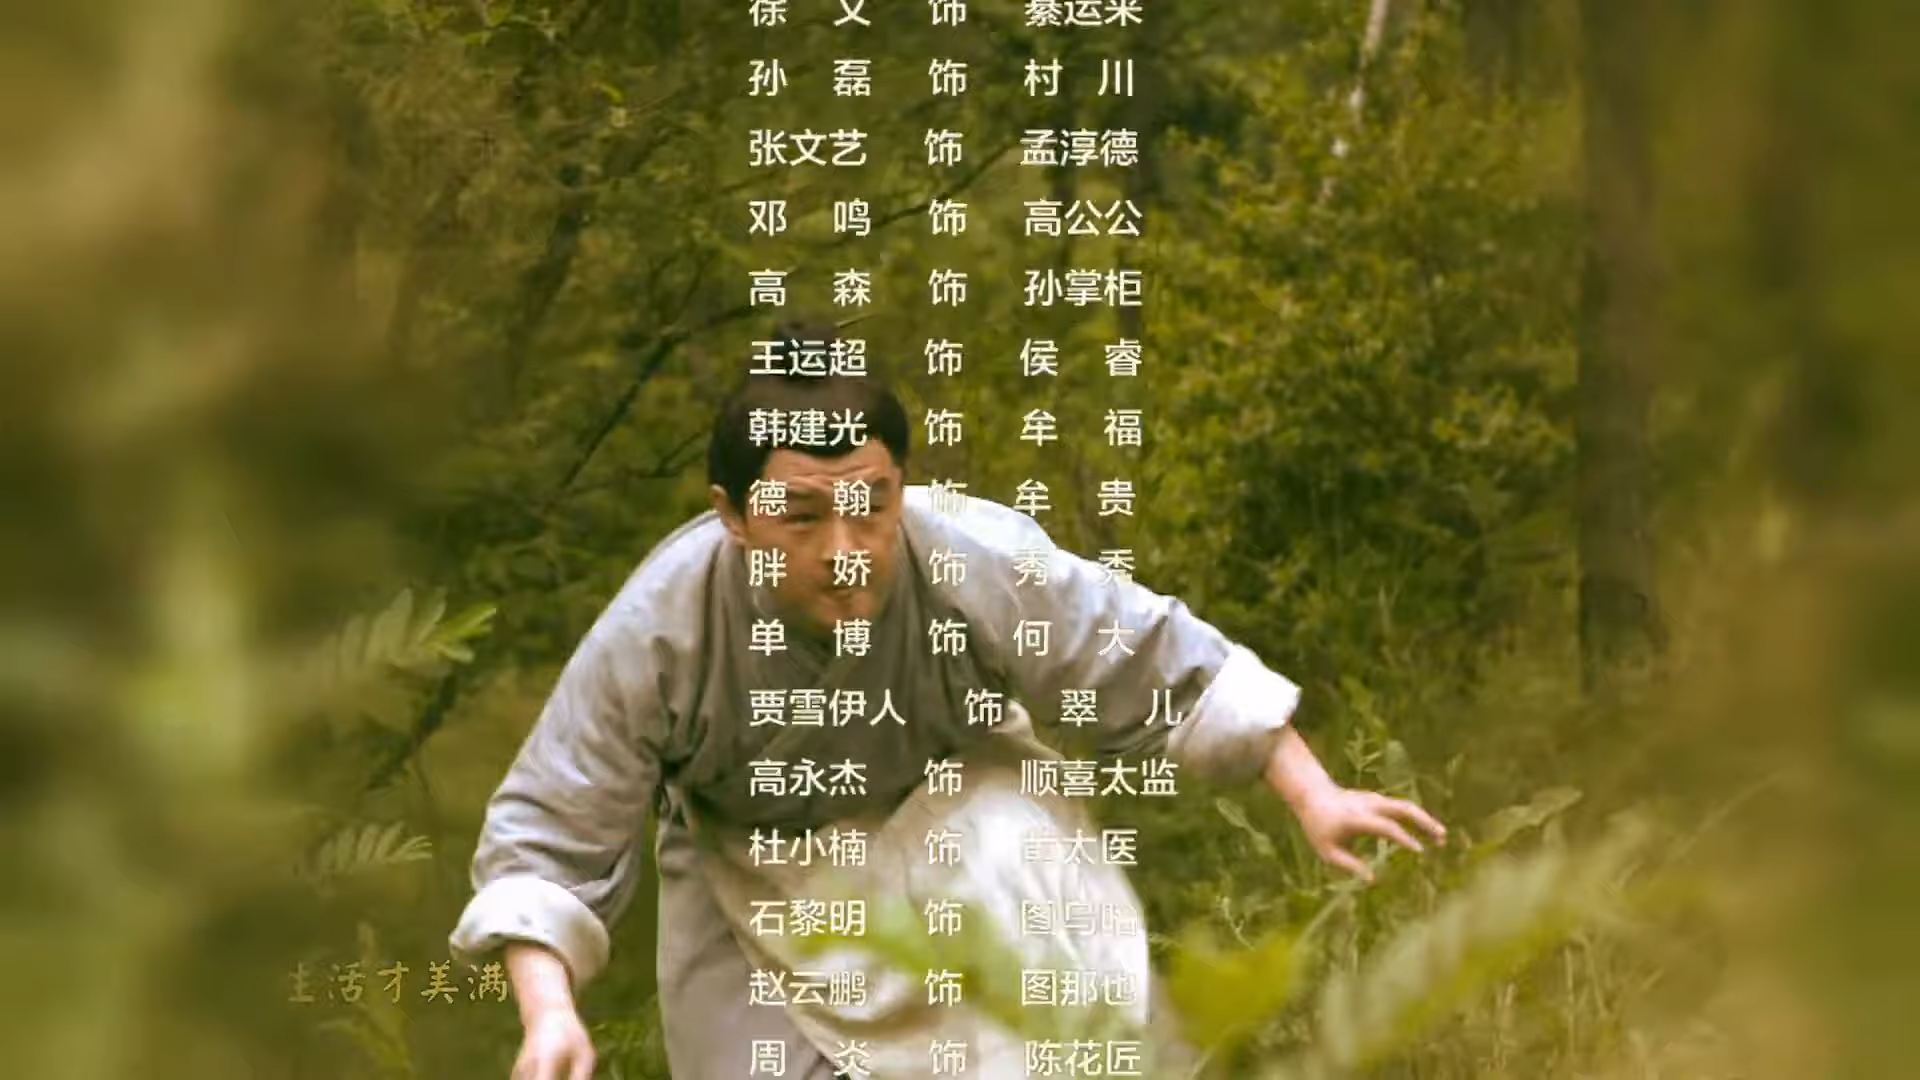 孙 磊 饰 村 川
张文艺 饰 孟淳德
邓 鸣 饰 高公公
高 森 饰 孙掌柜
王运超 饰 侯 睿
韩建光 饰 牟 福
德 翰 饰 牟 贵
胖 娇 饰 秀 秀
单 博 饰 何 大
贾雪伊人 饰 翠 儿
高永杰 饰 顺喜太监
杜小楠 饰 太医
石黎明 饰 图乌
赵云鹏 饰 图那也
周 炎 饰 陈花匠
生活才美满